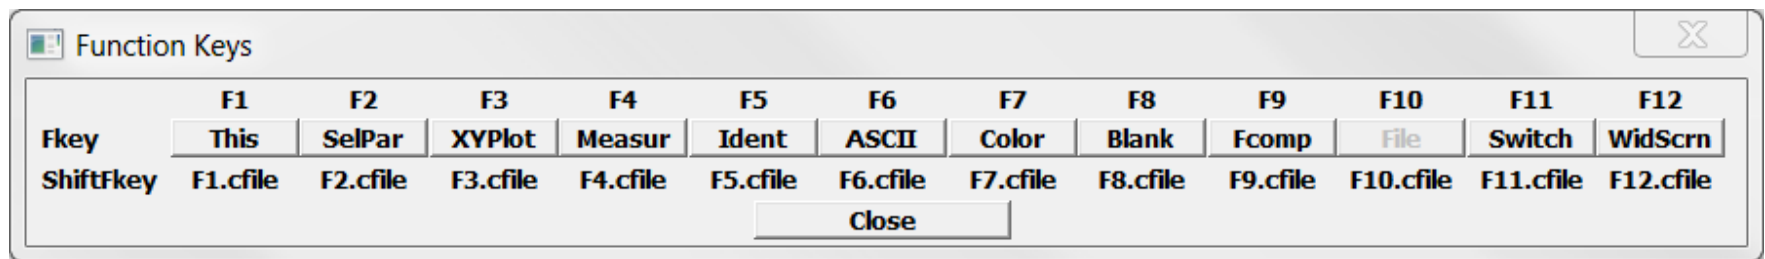 Function Keys
F1 F2 F3 F4 F5 F6 F7 F8 F9 F10 F11 F12
Fkey This SelPar XYPlot Measur Ident ASCII Color Blank Fcomp File Switch WidScrn
ShiftFkey F1.cfile F2.cfile F3.cfile F4.cfile F5.cfile F6.cfile F7.cfile F8.cfile F9.cfile F10.cfile F11.cfile F12.cfile
Close